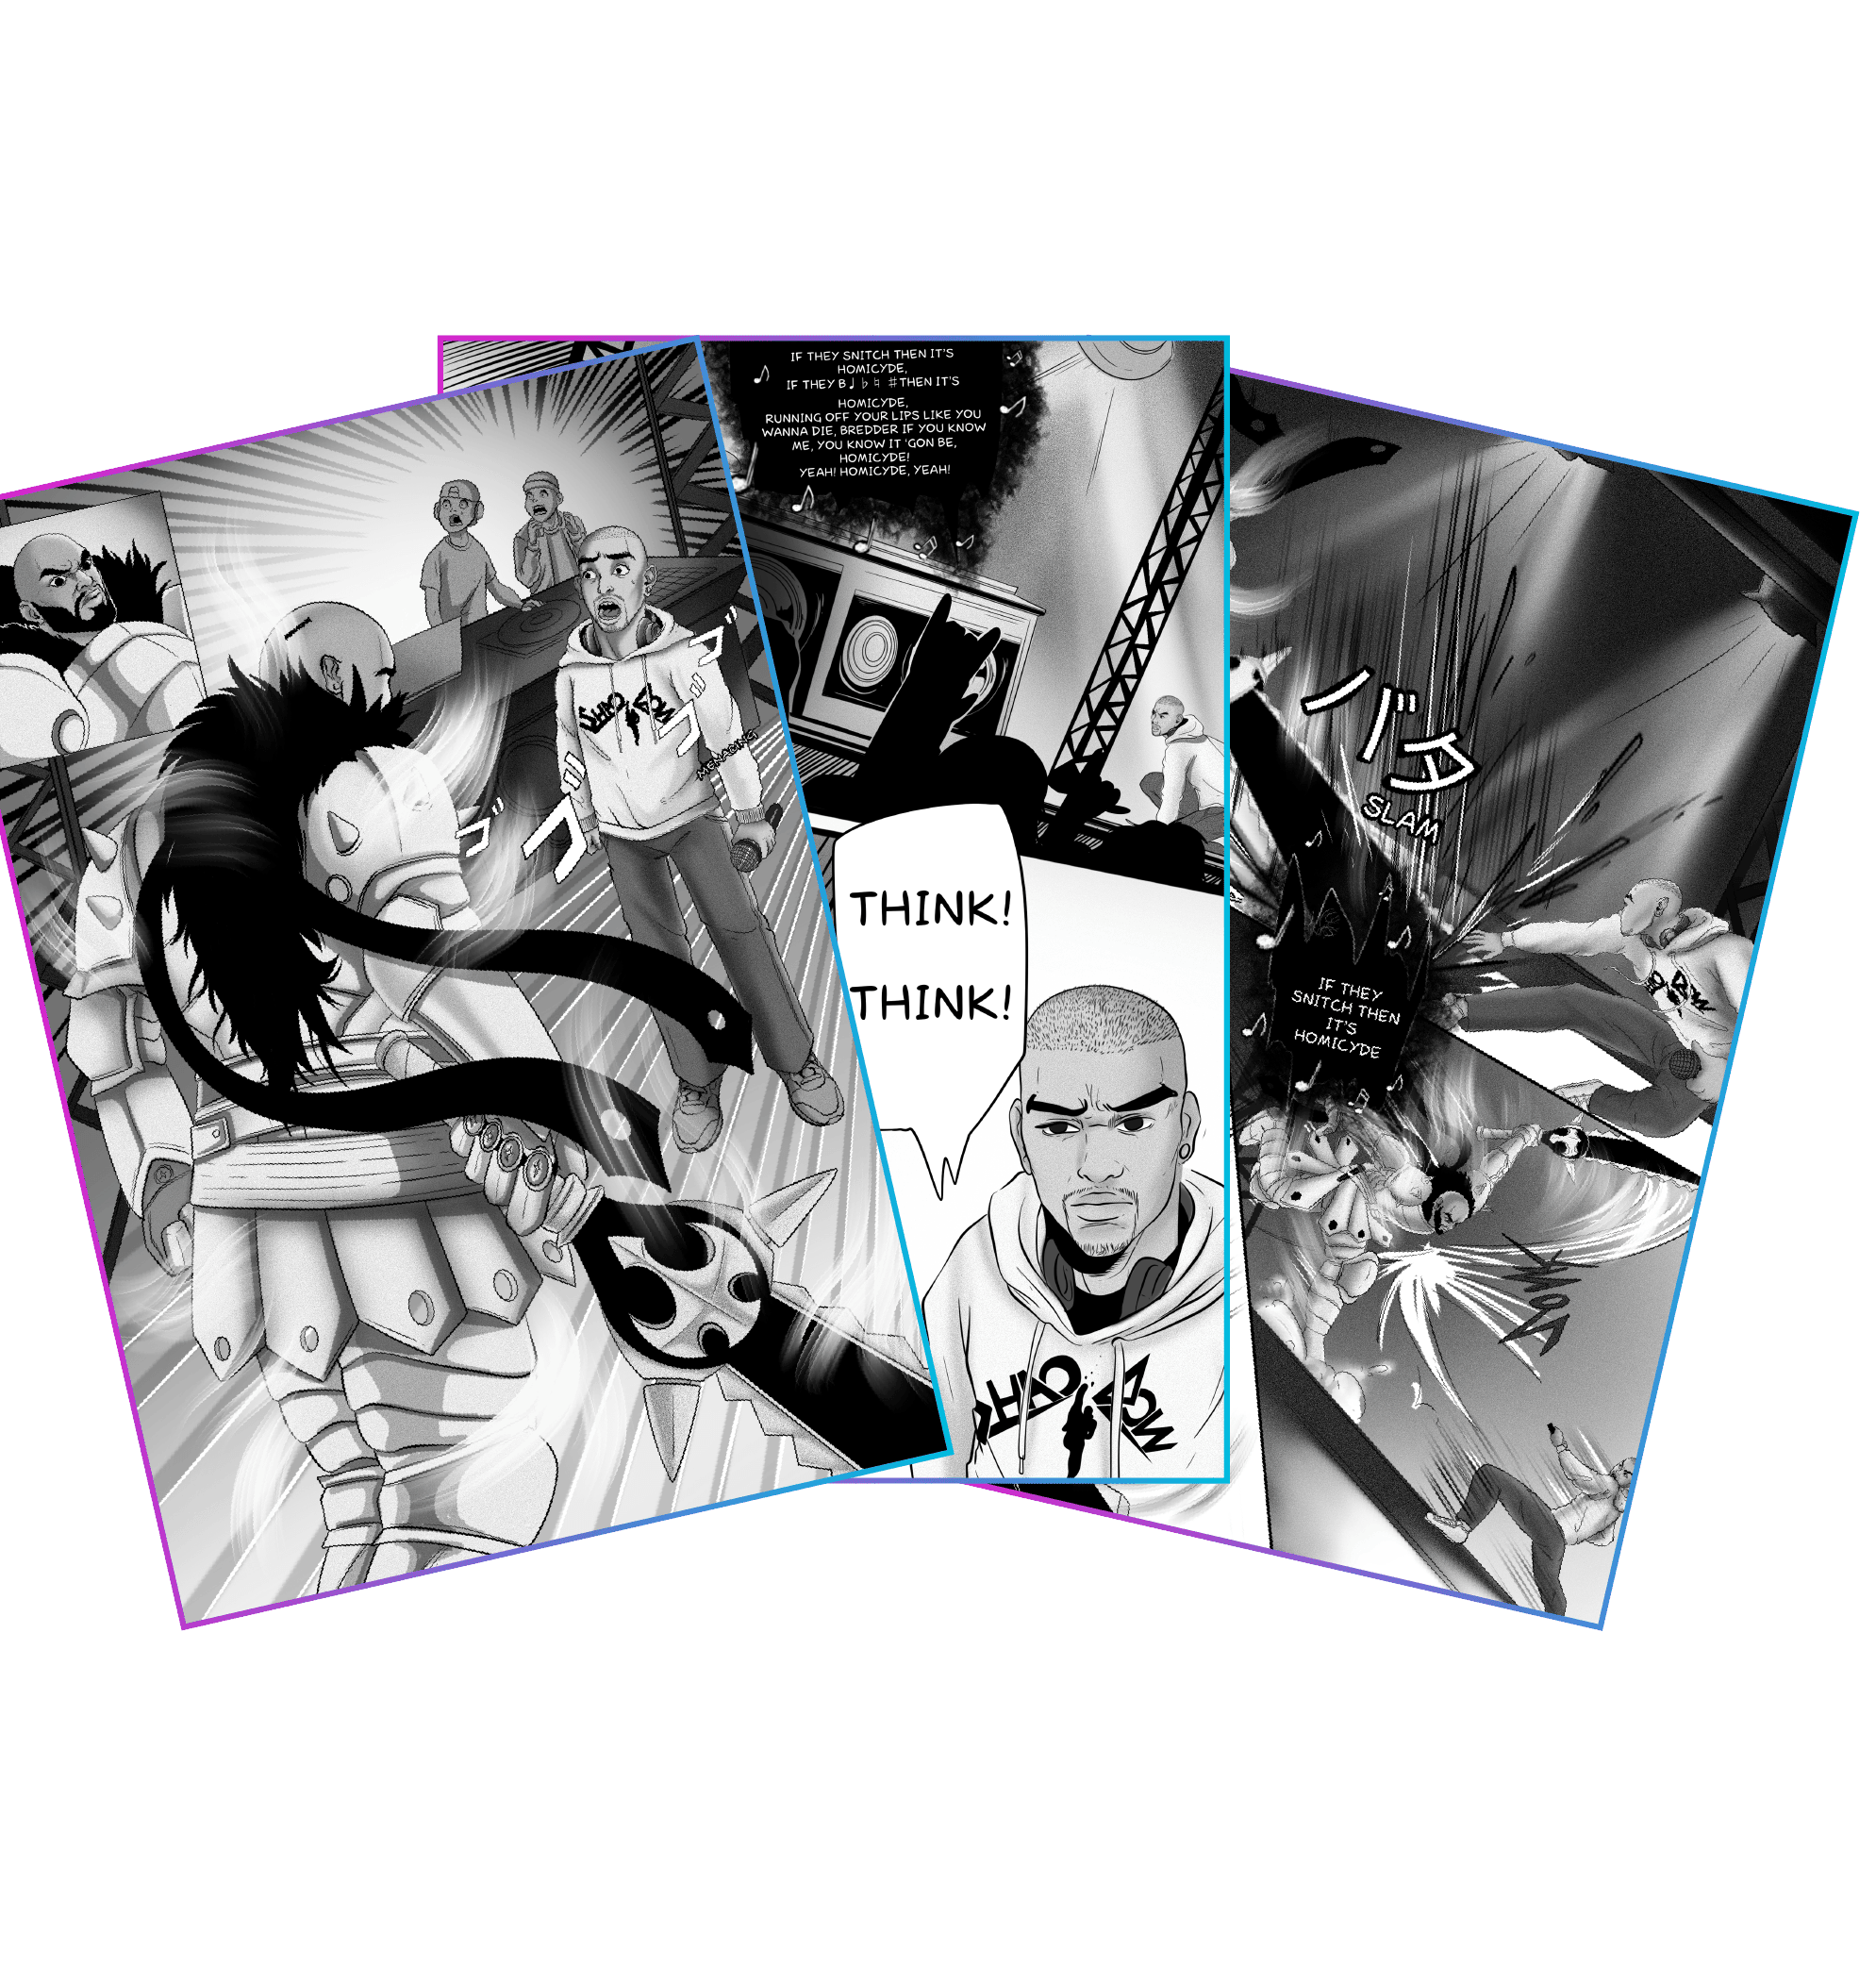 ゴ
ゴ
ゴ
ゴ
MENACING
IF THEY SNITCH THEN IT'S
HOMICYDE,
IF THEY B♩♭♮♯THEN IT'S
HOMICYDE,
RUNNING OFF YOUR LIPS LIKE YOU
WANNA DIE, BREDDER IF YOU KNOW
ME, YOU KNOW IT 'GON BE,
HOMICYDE!
YEAH! HOMICYDE, YEAH!
THINK!
THINK!
バタ
SLAM
IF THEY
SNITCH THEN
IT'S
HOMICYDE